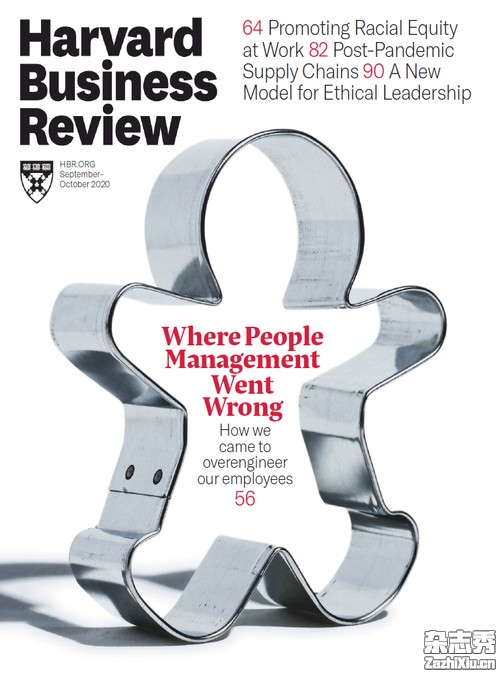 Harvard
Business
Review
64 Promoting Racial Equity
at Work 82 Post-Pandemic
Supply Chains 90 A New
Model for Ethical Leadership
HBR.ORG
September–
October 2020
Where People
Management
Went
Wrong
How we
came to
overengineer
our employees
56
杂志秀
ZazhiXiu.cn